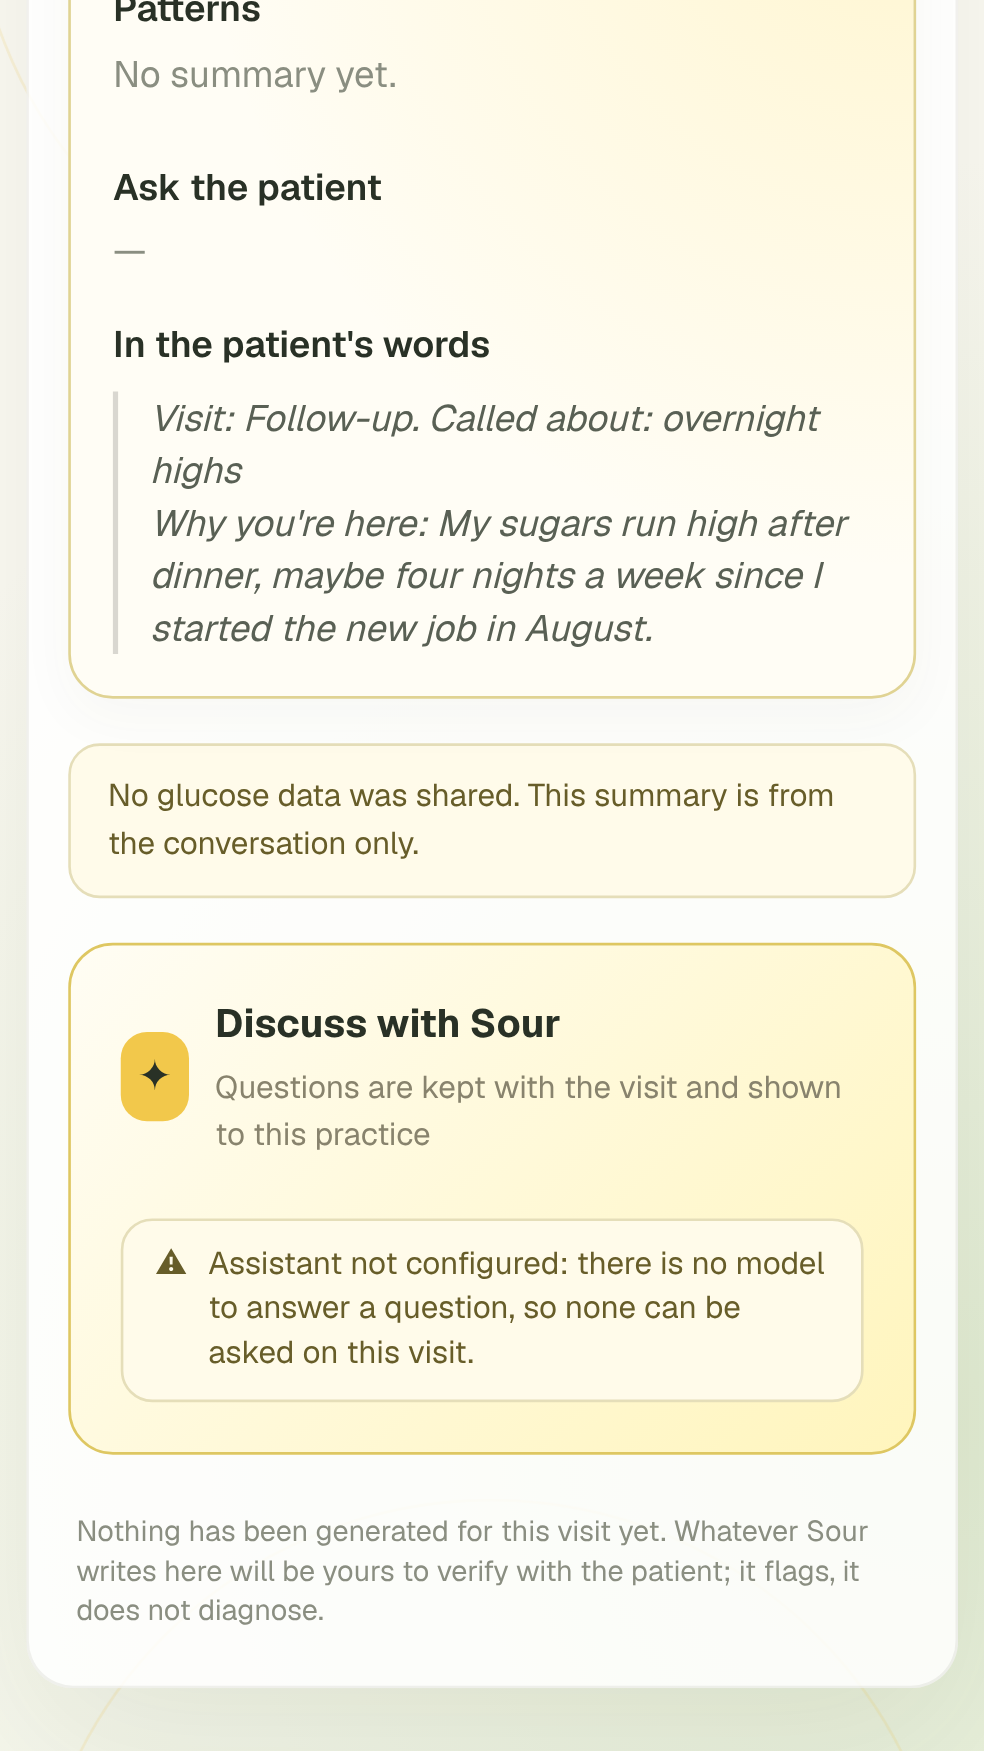 Patterns
No summary yet.
Ask the patient
—
In the patient's words
Visit: Follow-up. Called about: overnight
highs
Why you're here: My sugars run high after
dinner, maybe four nights a week since I
started the new job in August.
No glucose data was shared. This summary is from
the conversation only.
Discuss with Sour
Questions are kept with the visit and shown
to this practice
Assistant not configured: there is no model
to answer a question, so none can be
asked on this visit.
Nothing has been generated for this visit yet. Whatever Sour
writes here will be yours to verify with the patient; it flags, it
does not diagnose.